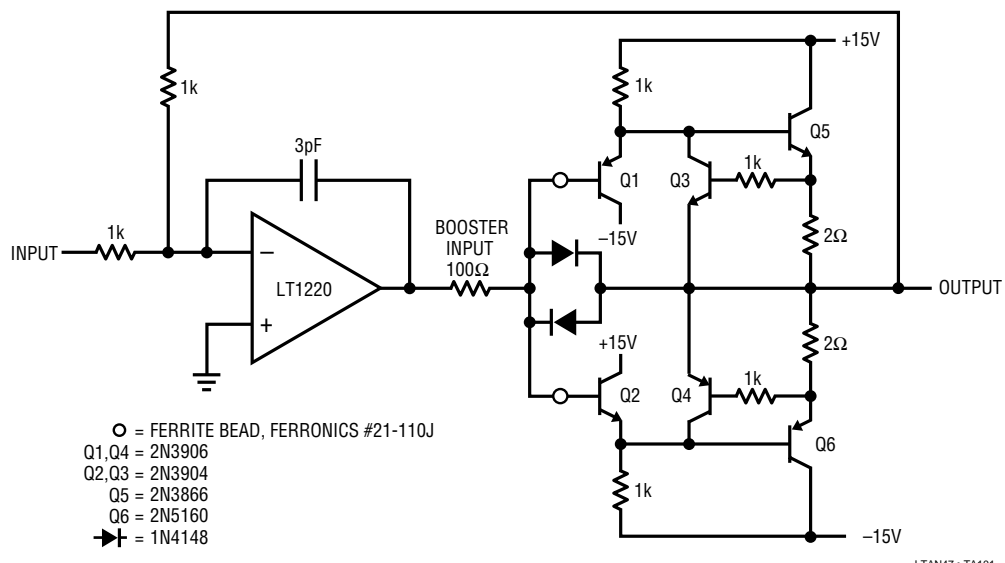 +15V
1k
1k
3pF
Q5
Q1
Q3
1k
INPUT
1k
BOOSTER
INPUT
100Ω
–15V
2Ω
–
LT1220
+
OUTPUT
+15V
2Ω
1k
Q2
Q4
Q6
1k
–15V
= FERRITE BEAD, FERRONICS #21-110J
Q1,Q4 = 2N3906
Q2,Q3 = 2N3904
Q5 = 2N3866
Q6 = 2N5160
= 1N4148